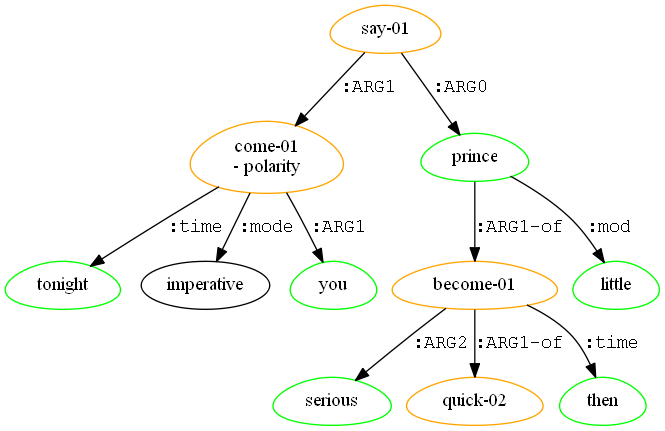 say-01
:ARG1
:ARG0
come-01
- polarity
prince
:time
:mode
:ARG1
:ARG1-of
:mod
tonight
imperative
you
become-01
little
:ARG2
:ARG1-of
:time
serious
quick-02
then